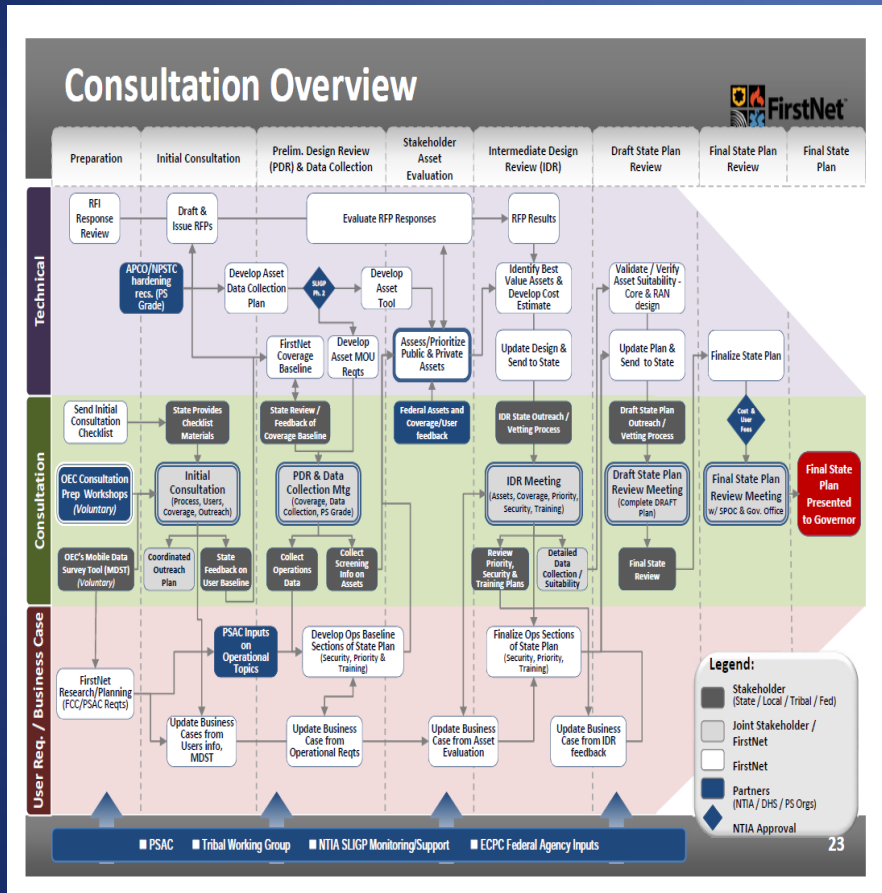 Consultation Overview
FirstNet™
Preparation
Initial Consultation
Prelim. Design Review
(PDR) & Data Collection
Stakeholder
Asset
Evaluation
Intermediate Design
Review (IDR)
Draft State Plan
Review
Final State Plan
Review
Final State
Plan
Technical
RFI
Response
Review
Draft &
Issue RFPs
Evaluate RFP Responses
RFP Results
APCO/NPSTC
hardening
recs. (PS
Grade)
Develop Asset
Data Collection
Plan
SLIGP
Ph. 2
Develop
Asset
Tool
Identify Best
Value Assets &
Develop Cost
Estimate
Validate / Verify
Asset Suitability -
Core & RAN
design
FirstNet
Coverage
Baseline
Develop
Asset MOU
Reqts
Assess/Prioritize
Public & Private
Assets
Update Design &
Send to State
Update Plan &
Send to State
Finalize State Plan
Consultation
Send Initial
Consultation
Checklist
State Provides
Checklist
Materials
State Review /
Feedback of
Coverage Baseline
Federal Assets and
Coverage/User
feedback
IDR State Outreach /
Vetting Process
Draft State Plan
Outreach /
Vetting Process
Cost &
User
Fees
OEC Consultation
Prep Workshops
(Voluntary)
Initial
Consultation
(Process, Users,
Coverage, Outreach)
PDR & Data
Collection Mtg
(Coverage, Data
Collection, PS Grade)
IDR Meeting
(Assets, Coverage, Priority,
Security, Training)
Draft State Plan
Review Meeting
(Complete DRAFT
Plan)
Final State Plan
Review Meeting
w/ SPOC & Gov. Office
Final State
Plan
Presented
to Governor
OEC's Mobile Data
Survey Tool (MDST)
(Voluntary)
Coordinated
Outreach
Plan
State
Feedback on
User Baseline
Collect
Operations
Data
Collect
Screening
Info on
Assets
Review
Priority,
Security &
Training Plans
Detailed
Data
Collection /
Suitability
Final State
Review
User Req. / Business Case
PSAC Inputs
on
Operational
Topics
Develop Ops Baseline
Sections of State Plan
(Security, Priority &
Training)
Finalize Ops Sections
of State Plan
(Security, Priority,
Training)
FirstNet
Research/Planning
(FCC/PSAC Reqts)
Update Business
Cases from
Users info,
MDST
Update Business
Case from
Operational Reqts
Update Business
Case from Asset
Evaluation
Update Business
Case from IDR
feedback
Legend:
Stakeholder
(State / Local / Tribal / Fed)
Joint Stakeholder /
FirstNet
FirstNet
Partners
(NTIA / DHS / PS Orgs)
NTIA Approval
■ PSAC ■ Tribal Working Group ■ NTIA SLIGP Monitoring/Support ■ ECPC Federal Agency Inputs
23